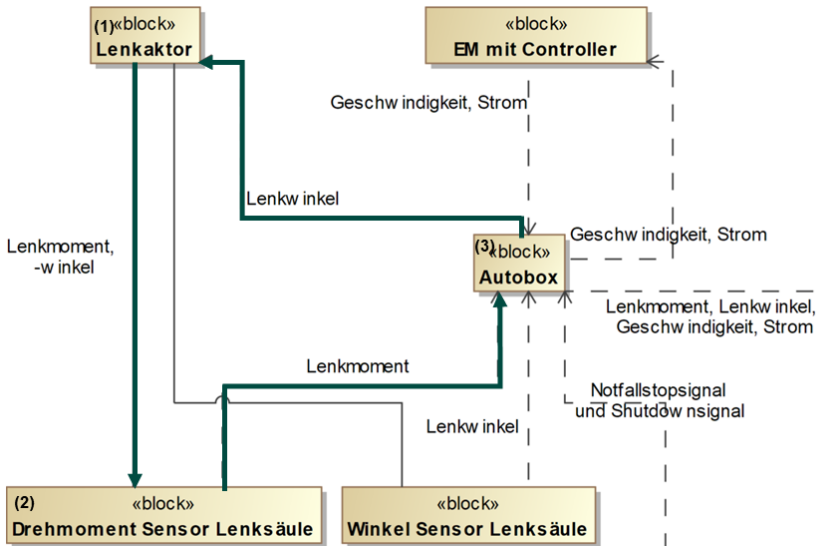 (1) «block»
Lenkaktor
«block»
EM mit Controller
Geschw indigkeit, Strom
Lenkw inkel
(3) «block»
Autobox
Geschw indigkeit, Strom
Lenkmoment,
-w inkel
Lenkmoment, Lenkw inkel,
Geschw indigkeit, Strom
Lenkmoment
Notfallstopsignal
und Shutdow nsignal
Lenkw inkel
(2) «block»
Drehmoment Sensor Lenksäule
«block»
Winkel Sensor Lenksäule